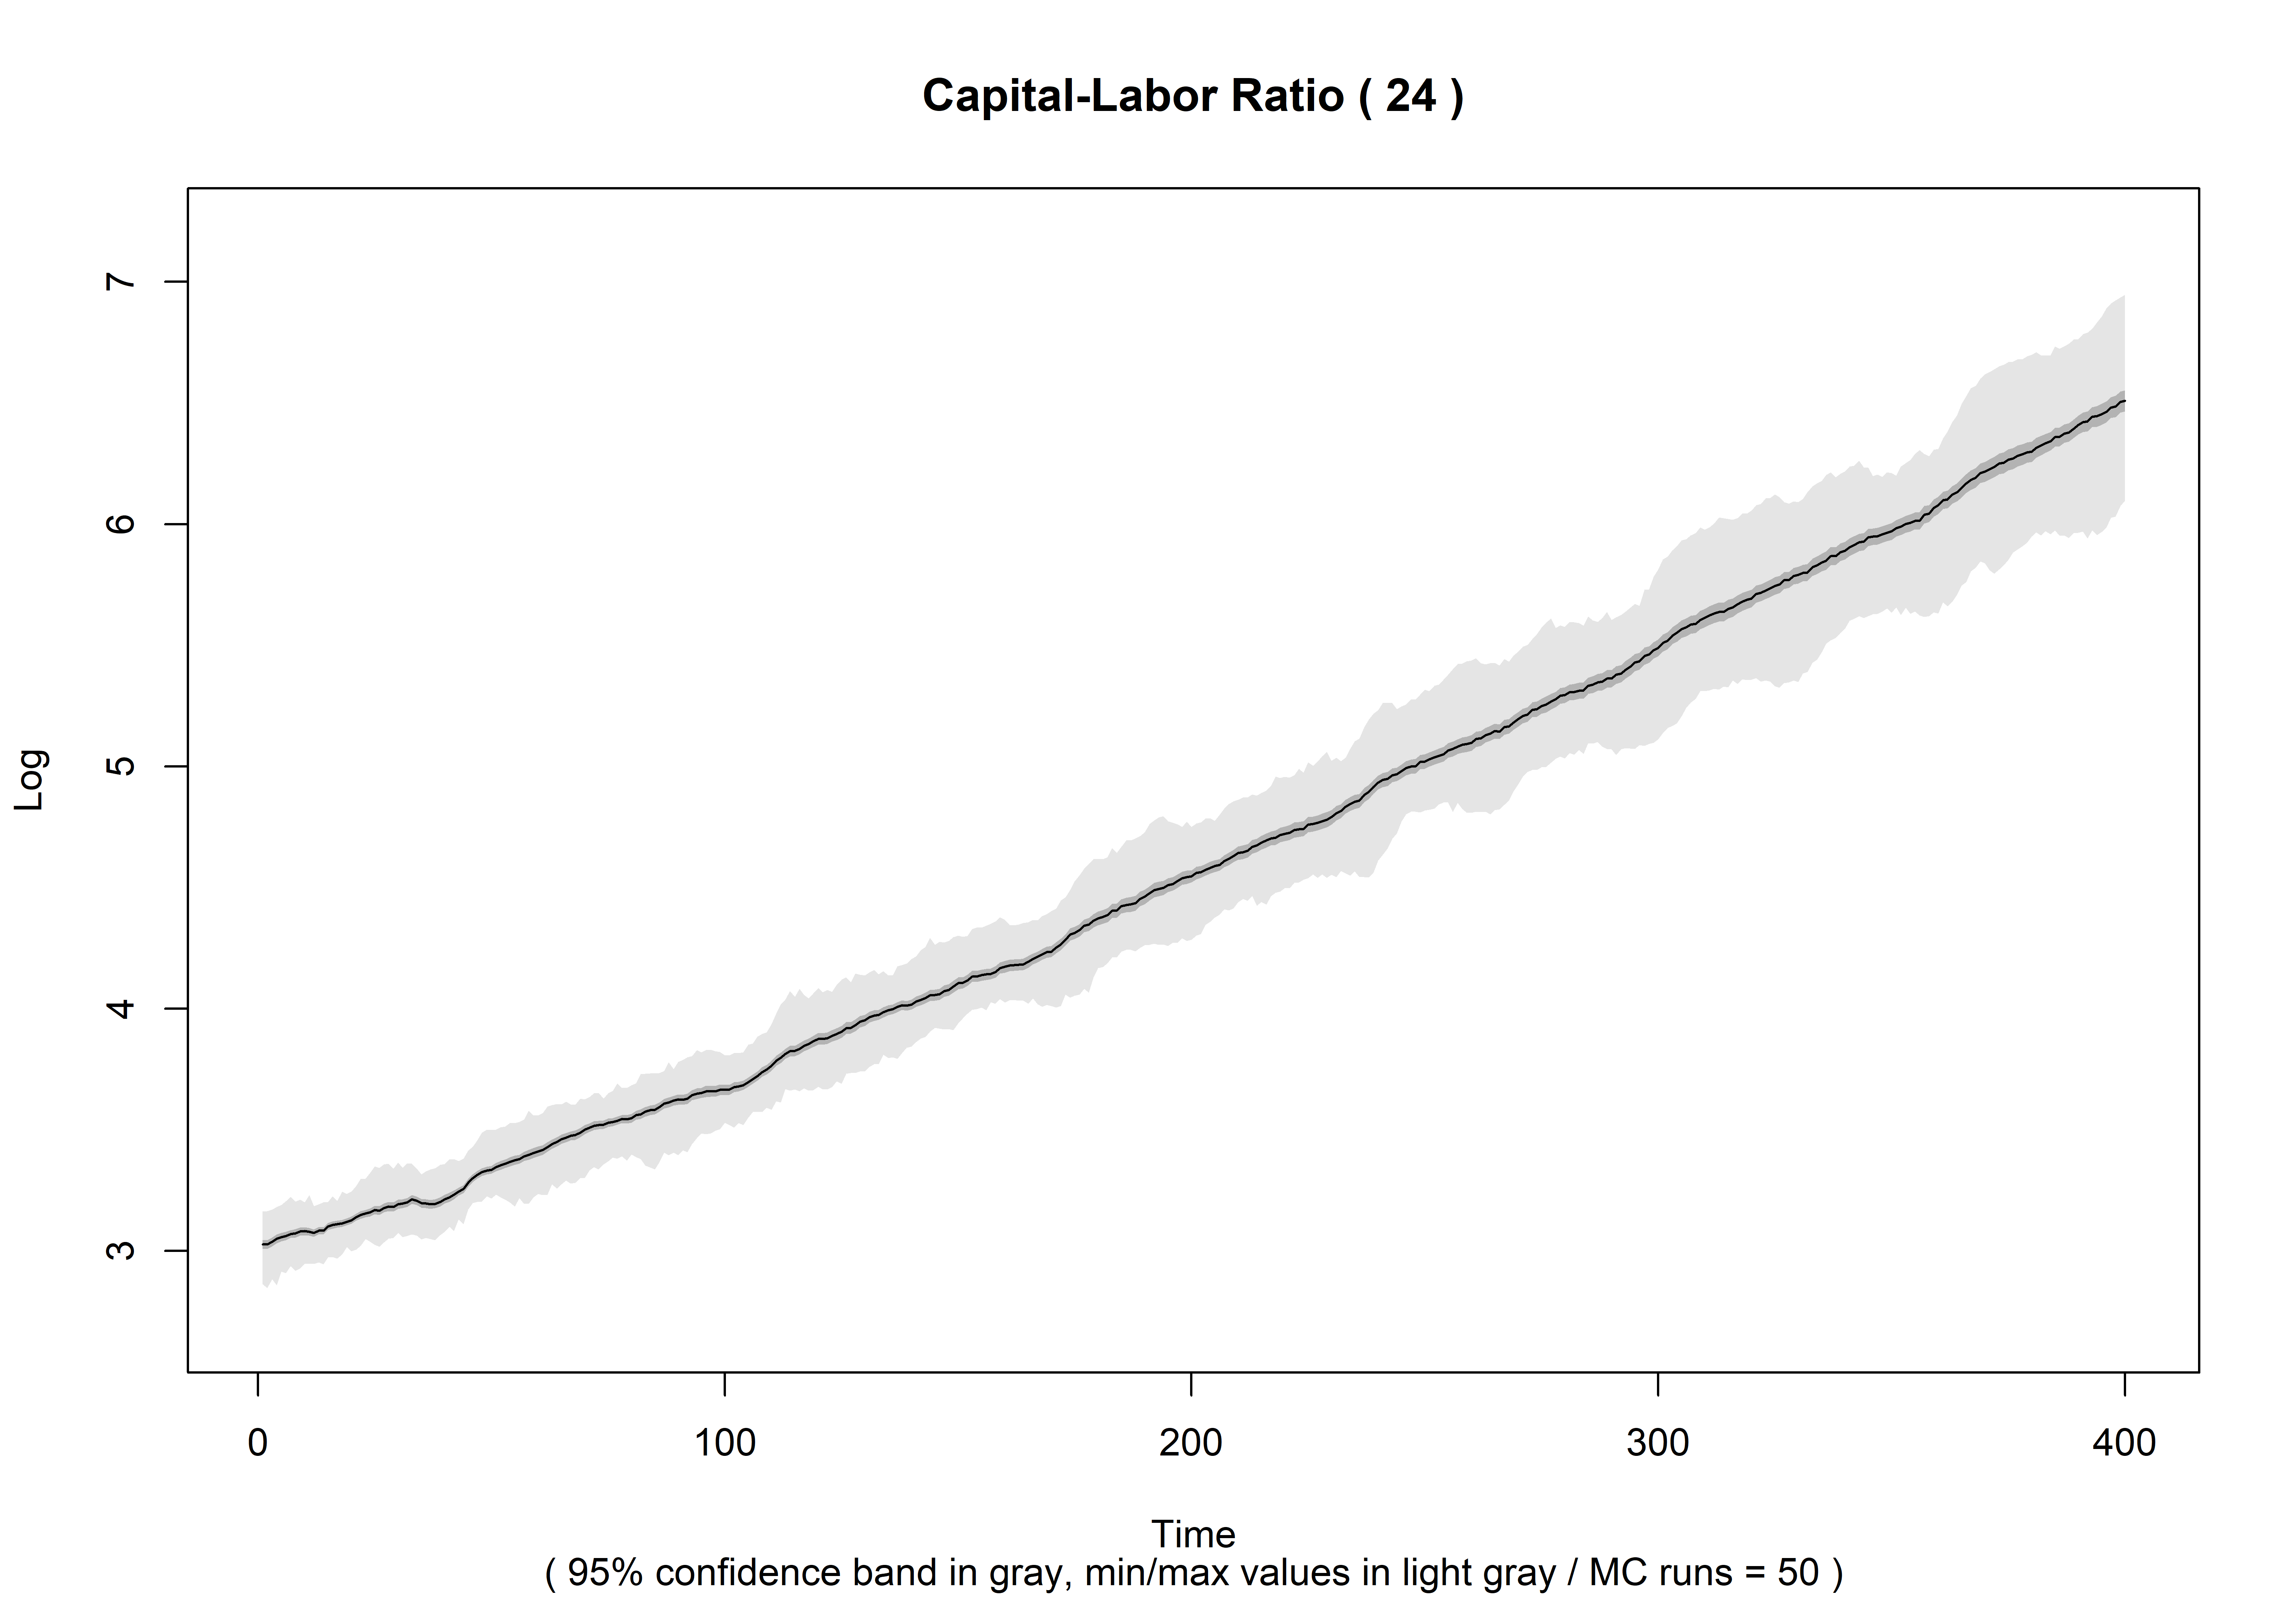 Capital-Labor Ratio ( 24 )
Log
7
6
5
4
3
0 100 200 300 400
Time
( 95% confidence band in gray, min/max values in light gray / MC runs = 50 )